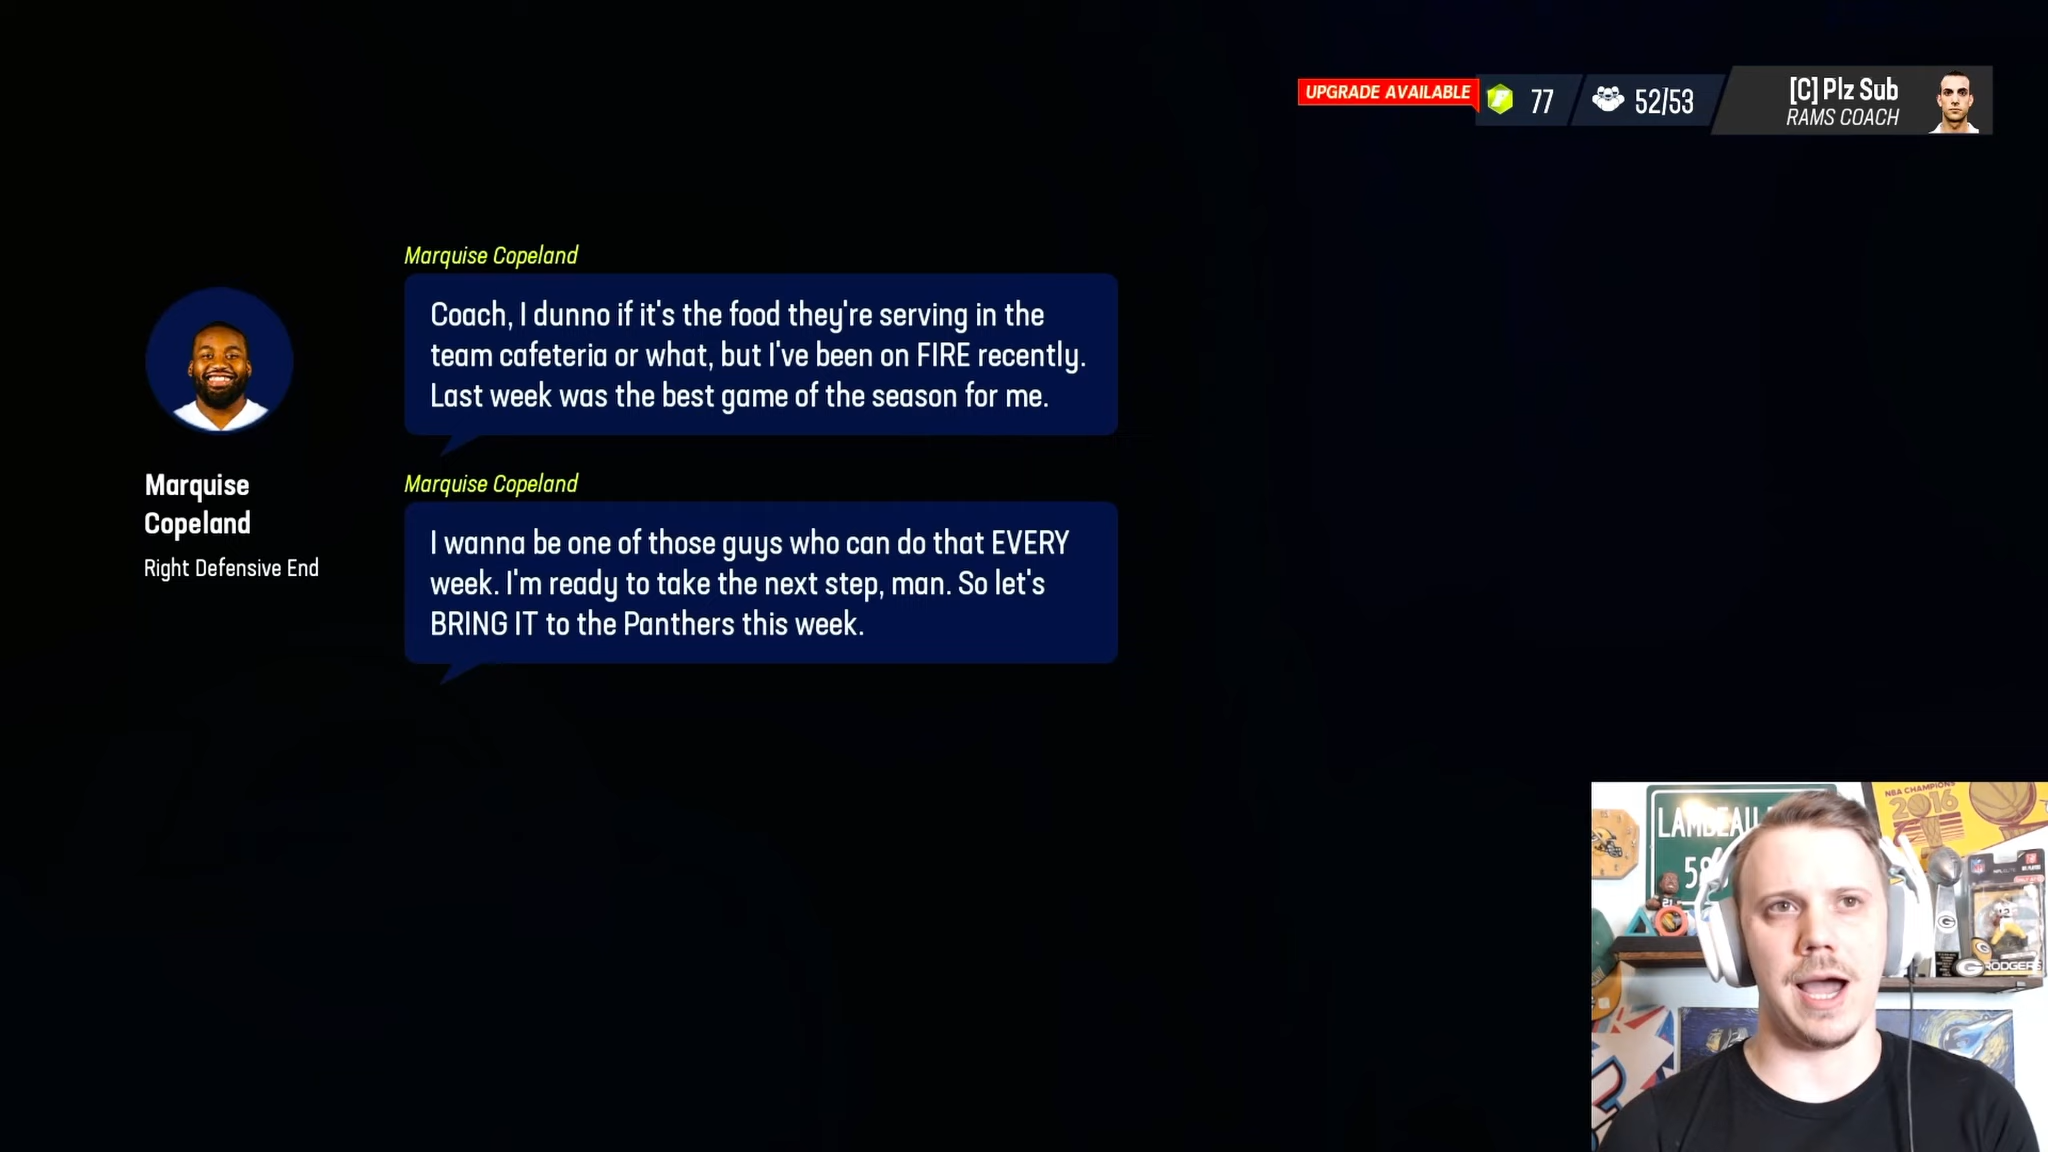 UPGRADE AVAILABLE
77
52/53
[C] Plz Sub
RAMS COACH
Marquise Copeland
Coach, I dunno if it's the food they're serving in the
team cafeteria or what, but I've been on FIRE recently.
Last week was the best game of the season for me.
Marquise
Copeland
Right Defensive End
Marquise Copeland
I wanna be one of those guys who can do that EVERY
week. I'm ready to take the next step, man. So let's
BRING IT to the Panthers this week.
NBA CHAMPIONS
2016
LAMBEAU
RODGERS